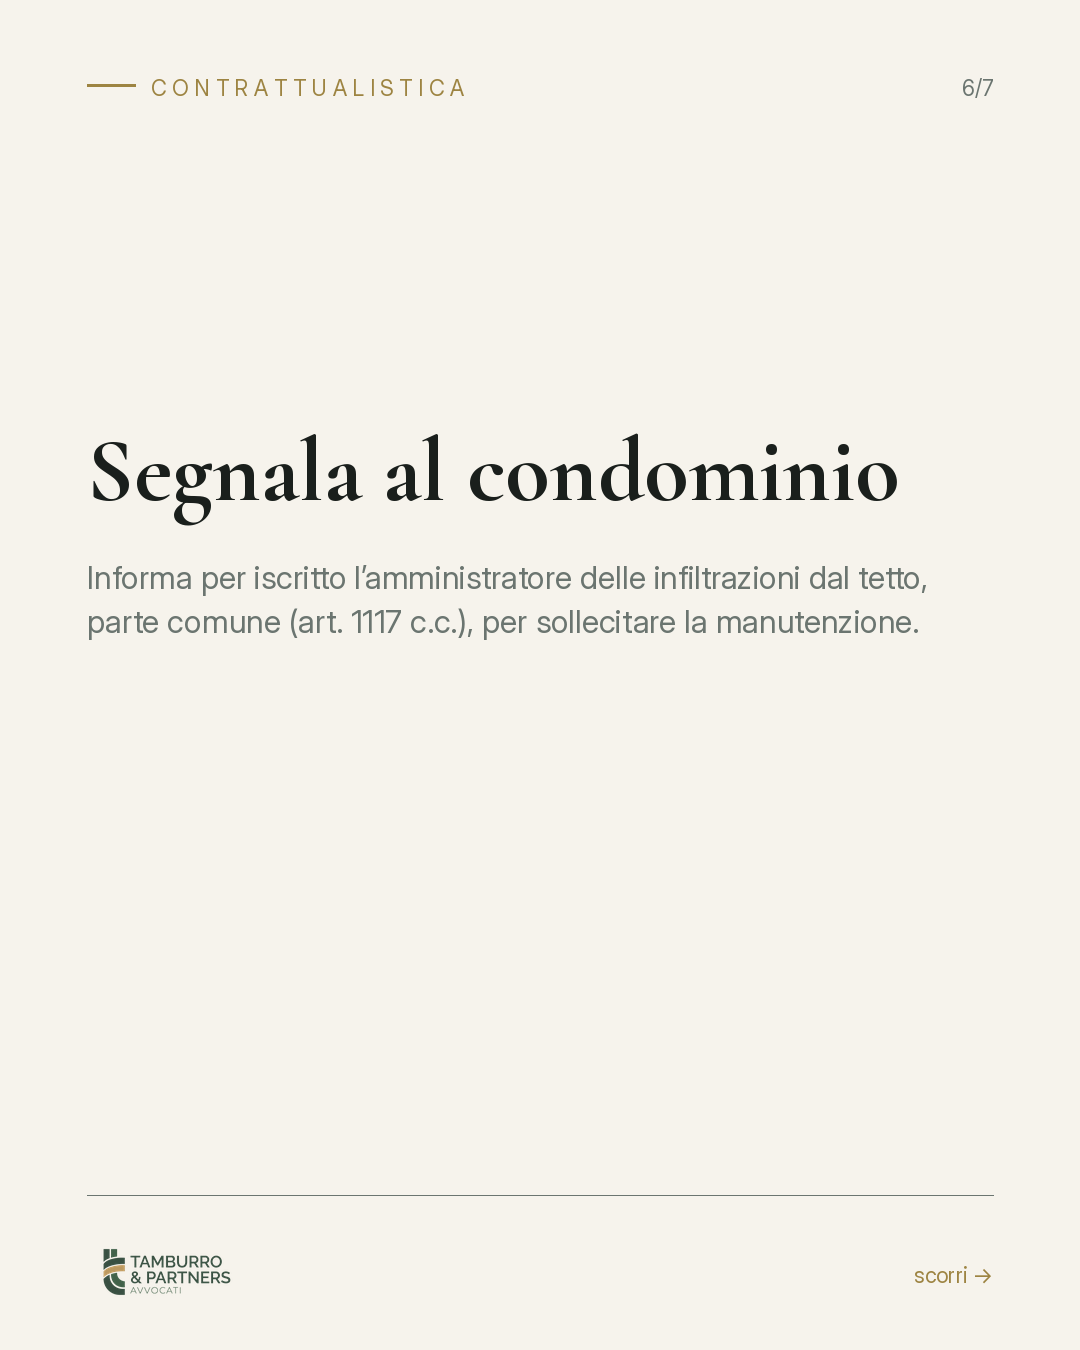 CONTRATTUALISTICA
6/7
Segnala al condominio
Informa per iscritto l’amministratore delle infiltrazioni dal tetto,
parte comune (art. 1117 c.c.), per sollecitare la manutenzione.
TAMBURRO
& PARTNERS
AVVOCATI
scorri →